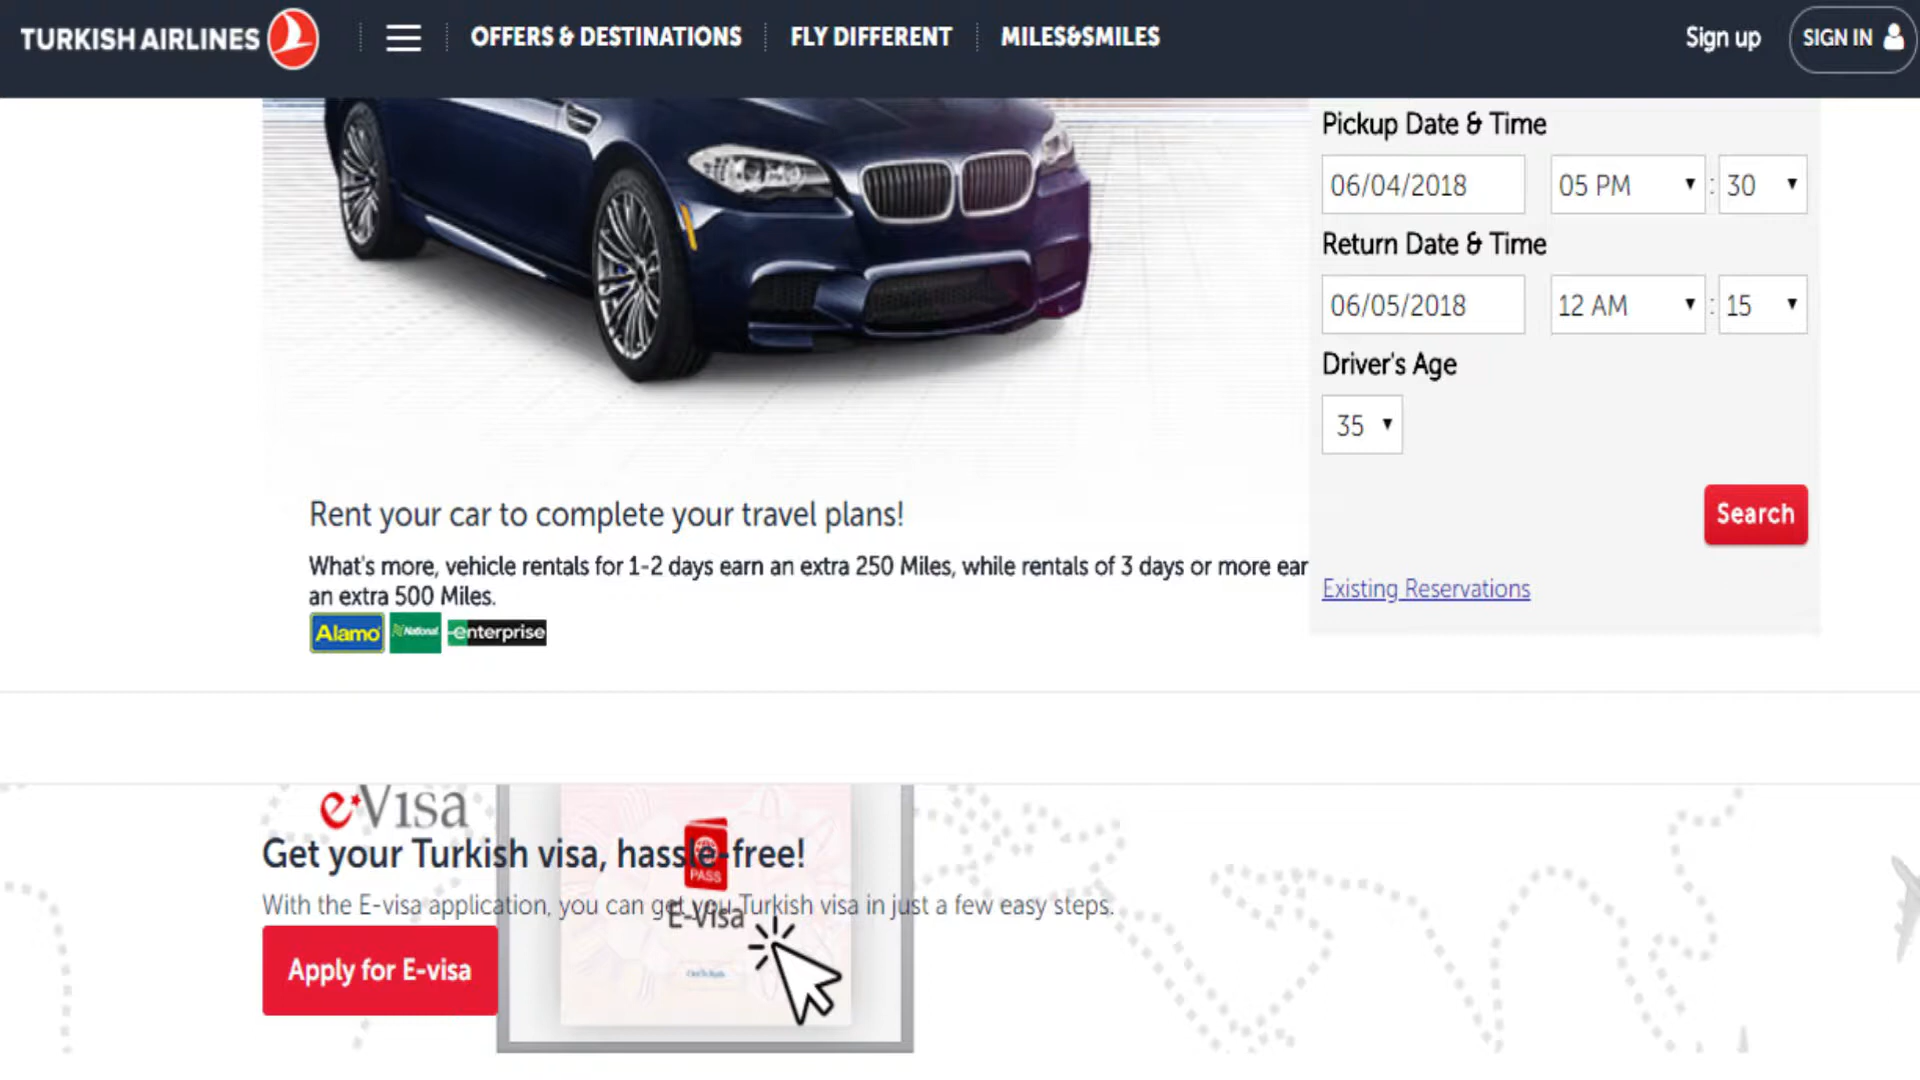 TURKISH AIRLINES
OFFERS & DESTINATIONS
FLY DIFFERENT
MILES&SMILES
Sign up
SIGN IN
Pickup Date & Time
06/04/2018 05 PM : 30
Return Date & Time
06/05/2018 12 AM : 15
Driver's Age
35
Search
Existing Reservations
Rent your car to complete your travel plans!
What's more, vehicle rentals for 1-2 days earn an extra 250 Miles, while rentals of 3 days or more ear
an extra 500 Miles.
Alamo National enterprise
e-Visa
Get your Turkish visa, hassle-free!
PASS
With the E-visa application, you can get you Turkish visa in just a few easy steps.
E-Visa
Apply for E-visa